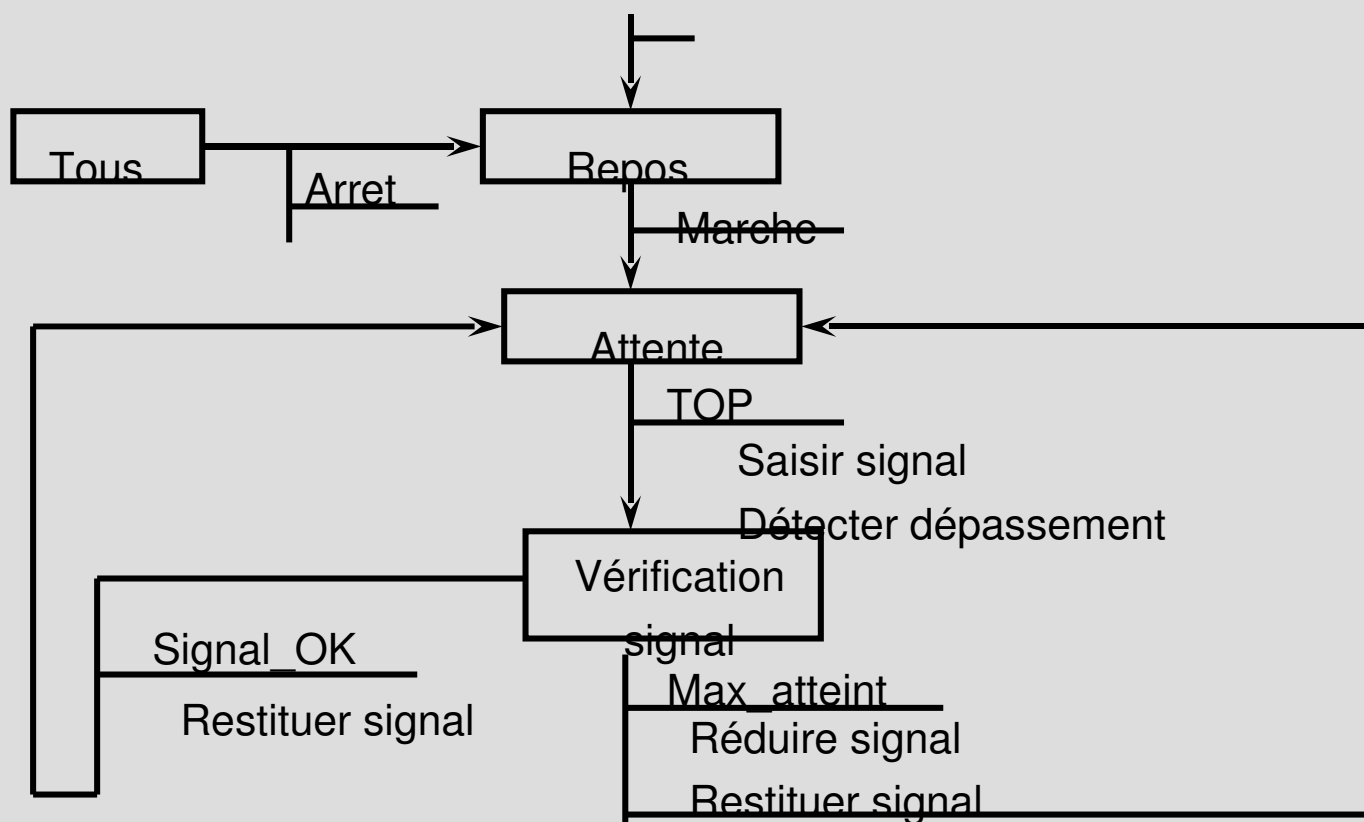 Tous
Repos
Arret
Marche
Attente
TOP
Saisir signal
Détecter dépassement
Vérification
signal
Signal_OK
Restituer signal
Max_atteint
Réduire signal
Restituer signal